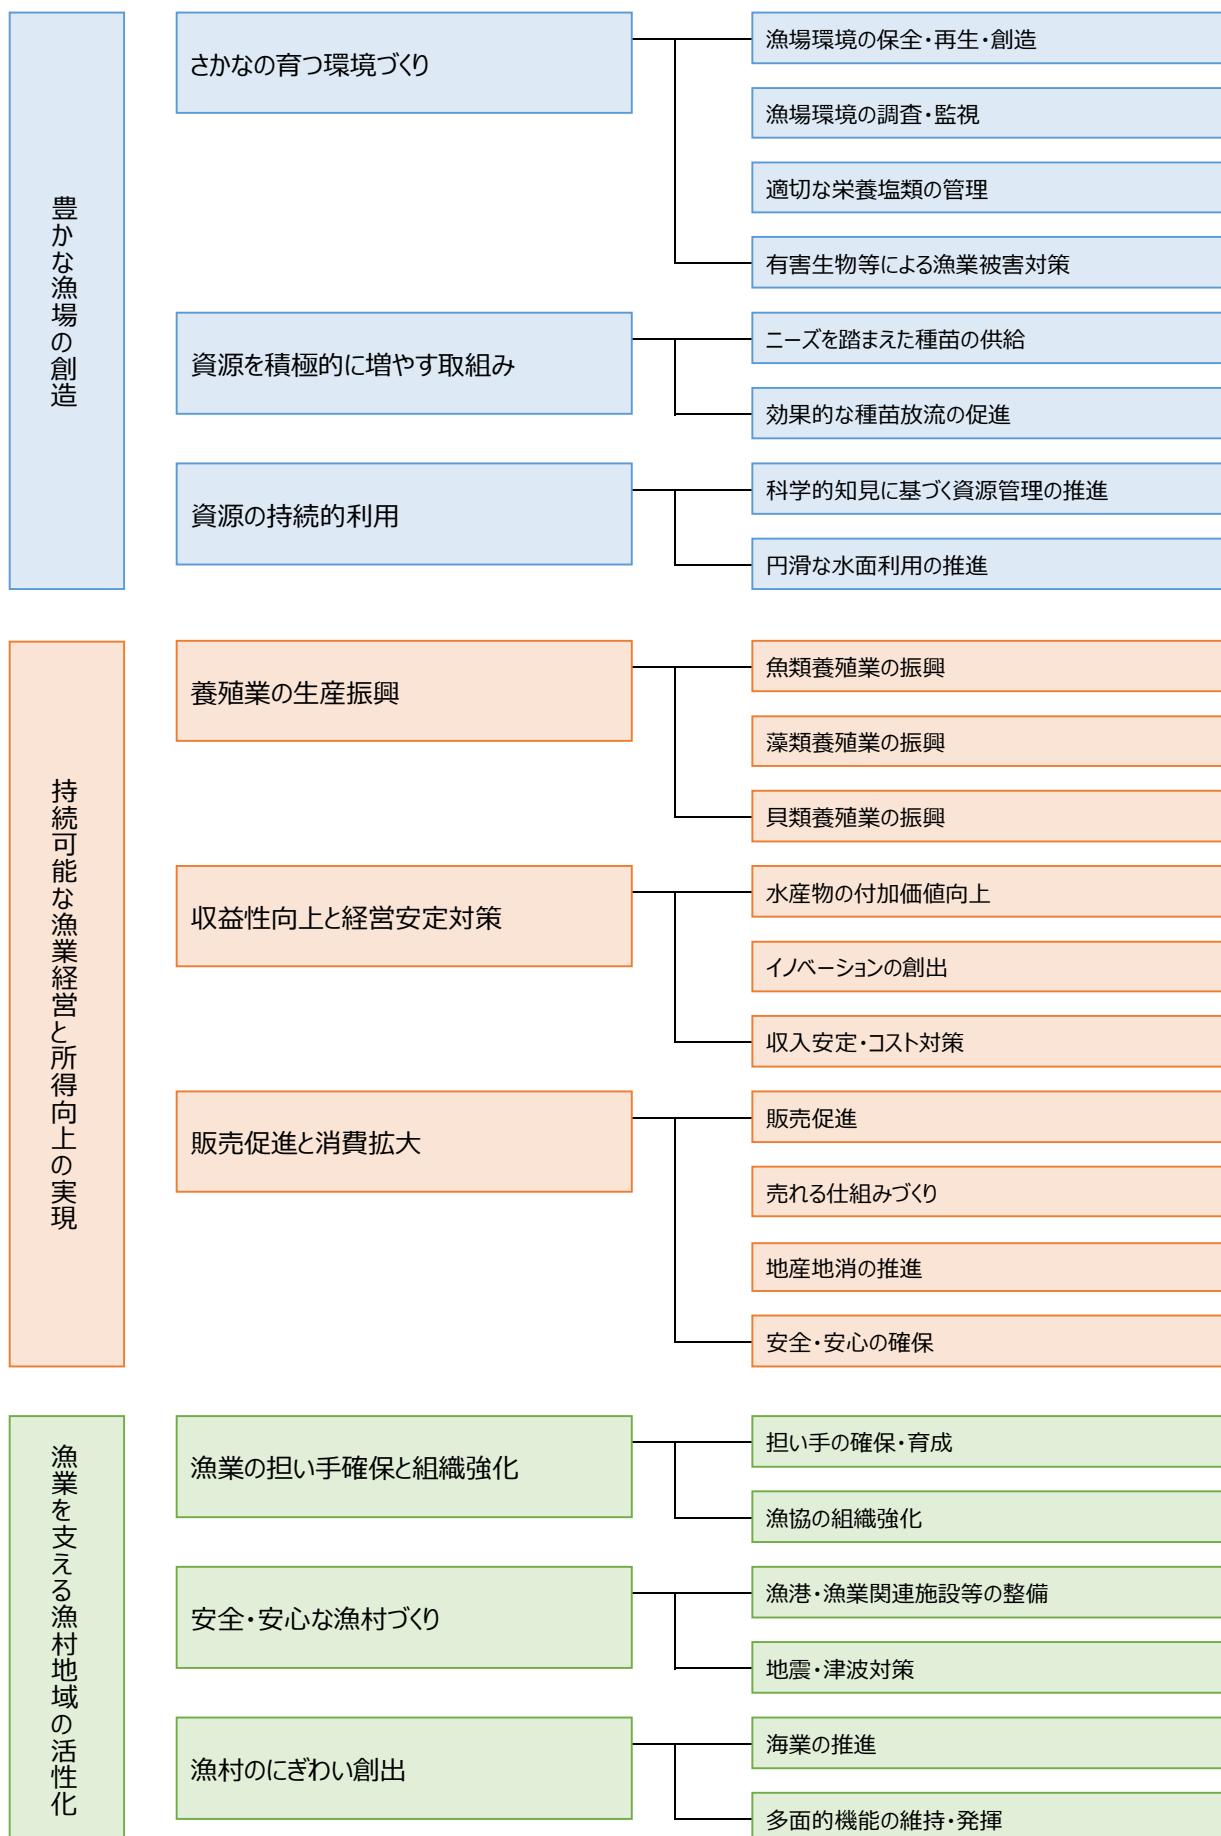 豊かな漁場の創造
さかなの育つ環境づくり
漁場環境の保全・再生・創造
漁場環境の調査・監視
適切な栄養塩類の管理
有害生物等による漁業被害対策
資源を積極的に増やす取組み
ニーズを踏まえた種苗の供給
効果的な種苗放流の促進
資源の持続的利用
科学的知見に基づく資源管理の推進
円滑な水面利用の推進
持続可能な漁業経営と所得向上の実現
養殖業の生産振興
魚類養殖業の振興
藻類養殖業の振興
貝類養殖業の振興
収益性向上と経営安定対策
水産物の付加価値向上
イノベーションの創出
収入安定・コスト対策
販売促進と消費拡大
販売促進
売れる仕組みづくり
地産地消の推進
安全・安心の確保
漁業を支える漁村地域の活性化
漁業の担い手確保と組織強化
担い手の確保・育成
漁協の組織強化
安全・安心な漁村づくり
漁港・漁業関連施設等の整備
地震・津波対策
漁村のにぎわい創出
海業の推進
多面的機能の維持・発揮